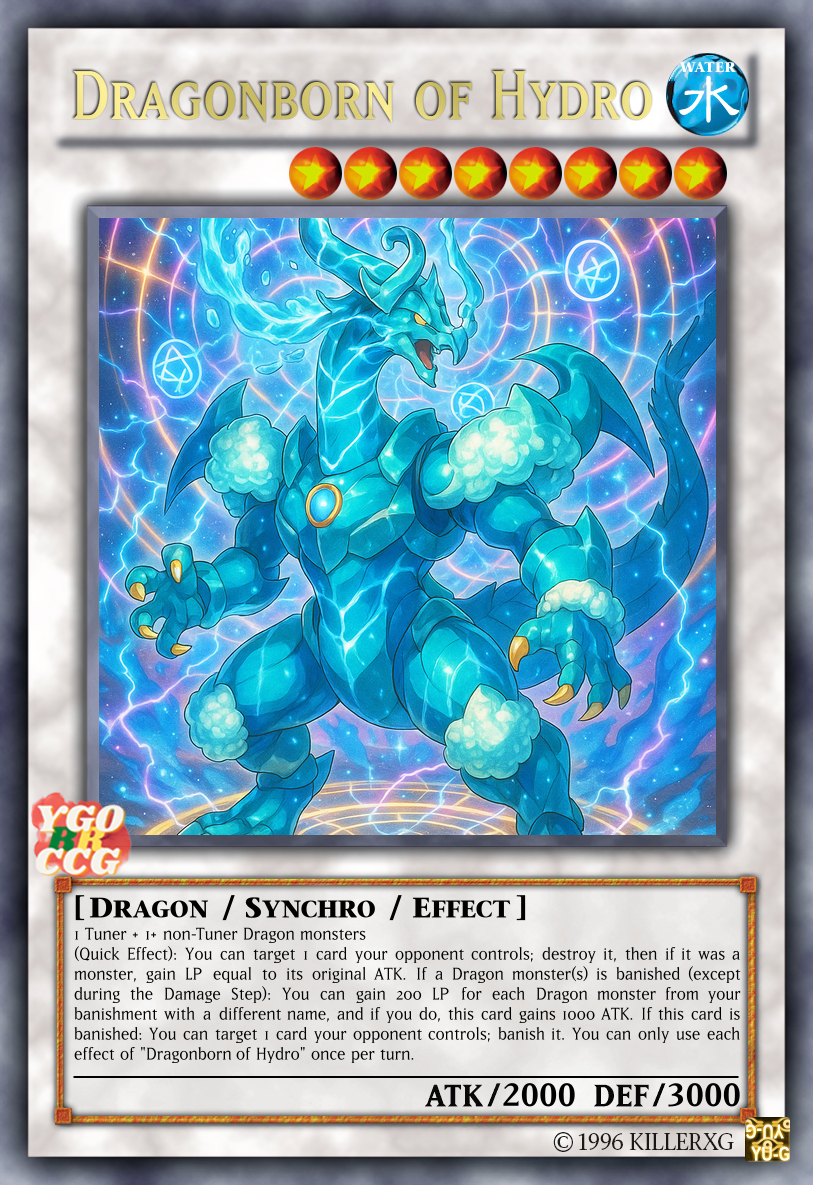 Dragonborn of Hydro
WATER
水
YGO
RR
CCG
[ Dragon / Synchro / Effect ]
1 Tuner + 1+ non-Tuner Dragon monsters
(Quick Effect): You can target 1 card your opponent controls; destroy it, then if it was a
monster, gain LP equal to its original ATK. If a Dragon monster(s) is banished (except
during the Damage Step): You can gain 200 LP for each Dragon monster from your
banishment with a different name, and if you do, this card gains 1000 ATK. If this card is
banished: You can target 1 card your opponent controls; banish it. You can only use each
effect of "Dragonborn of Hydro" once per turn.
ATK/2000 DEF/3000
© 1996 KILLERXG